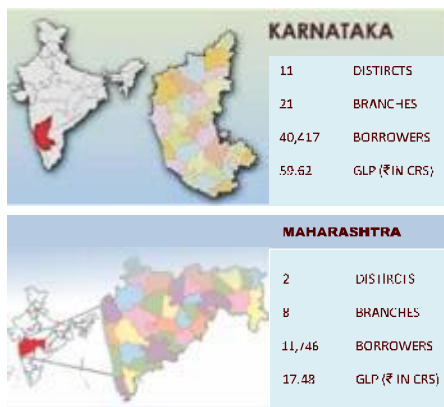 KARNATAKA
11 DISTIRCTS
21 BRANCHES
40,417 BORROWERS
59.62 GLP (₹IN CRS)
MAHARASHTRA
2 DISTIRCTS
8 BRANCHES
11,746 BORROWERS
17.48 GLP (₹ IN CRS)